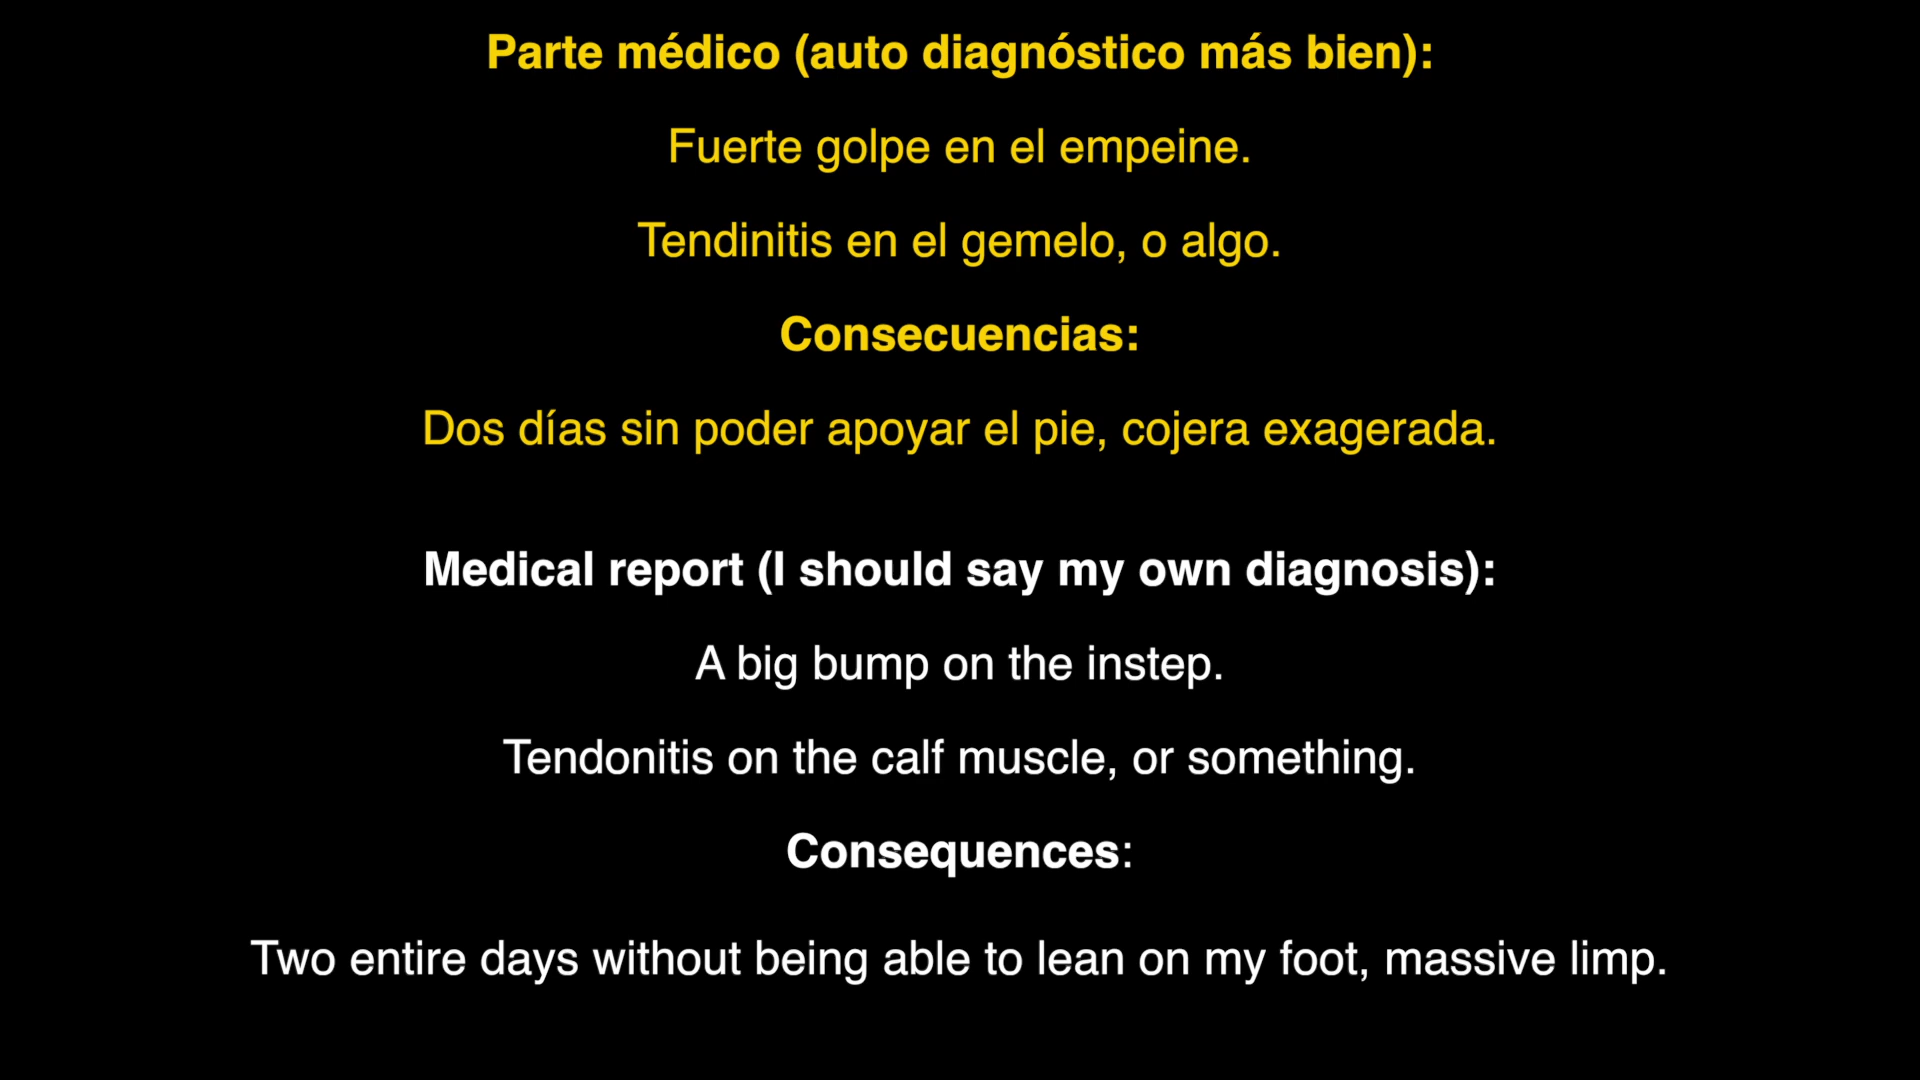 Parte médico (auto diagnóstico más bien):
Fuerte golpe en el empeine.
Tendinitis en el gemelo, o algo.
Consecuencias:
Dos días sin poder apoyar el pie, cojera exagerada.
Medical report (I should say my own diagnosis):
A big bump on the instep.
Tendonitis on the calf muscle, or something.
Consequences:
Two entire days without being able to lean on my foot, massive limp.